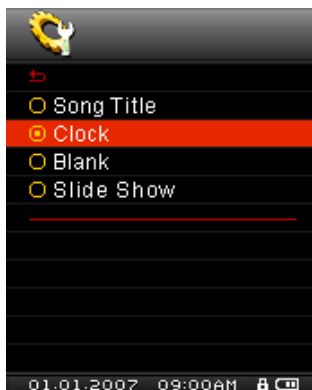 Song Title
Clock
Blank
Slide Show
01.01.2007 09:00AM